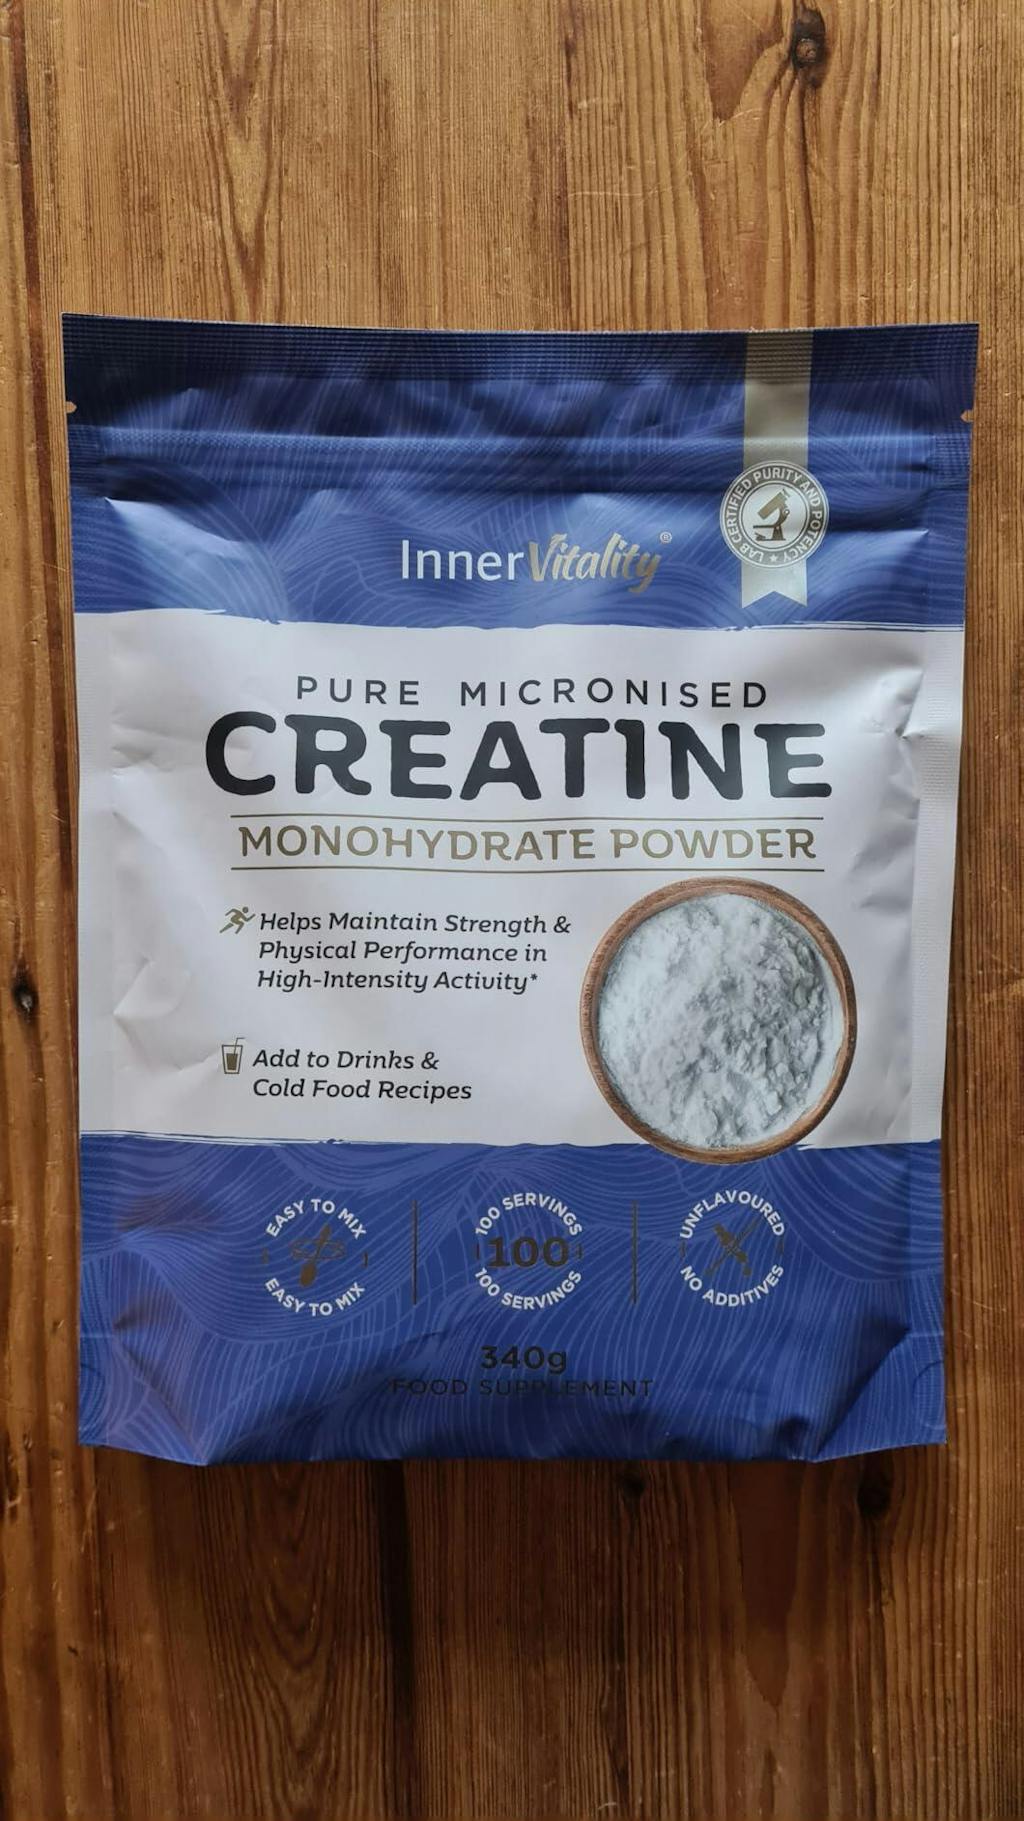 InnerVitality®
LAB CERTIFIED PURITY AND POTENCY ★
PURE MICRONISED
CREATINE
MONOHYDRATE POWDER
Helps Maintain Strength &
Physical Performance in
High-Intensity Activity*
Add to Drinks &
Cold Food Recipes
EASY TO MIX
EASY TO MIX
100 SERVINGS
100
100 SERVINGS
UNFLAVOURED
NO ADDITIVES
340g
FOOD SUPPLEMENT